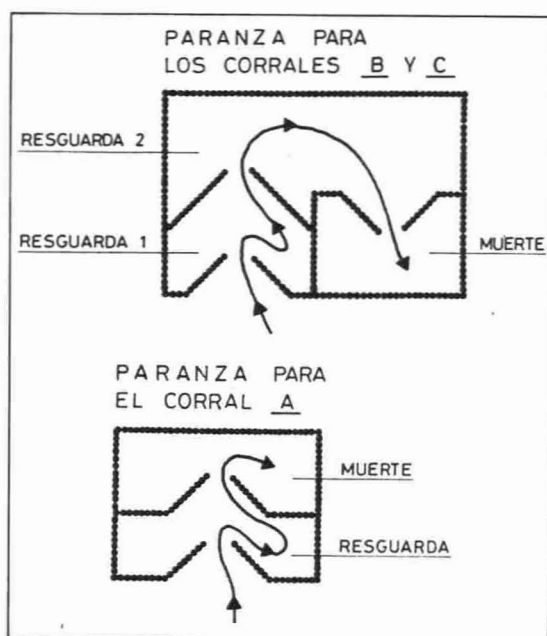 PARANZA PARA
LOS CORRALES B Y C
RESGUARDA 2
RESGUARDA 1
MUERTE
PARANZA PARA
EL CORRAL A
MUERTE
RESGUARDA